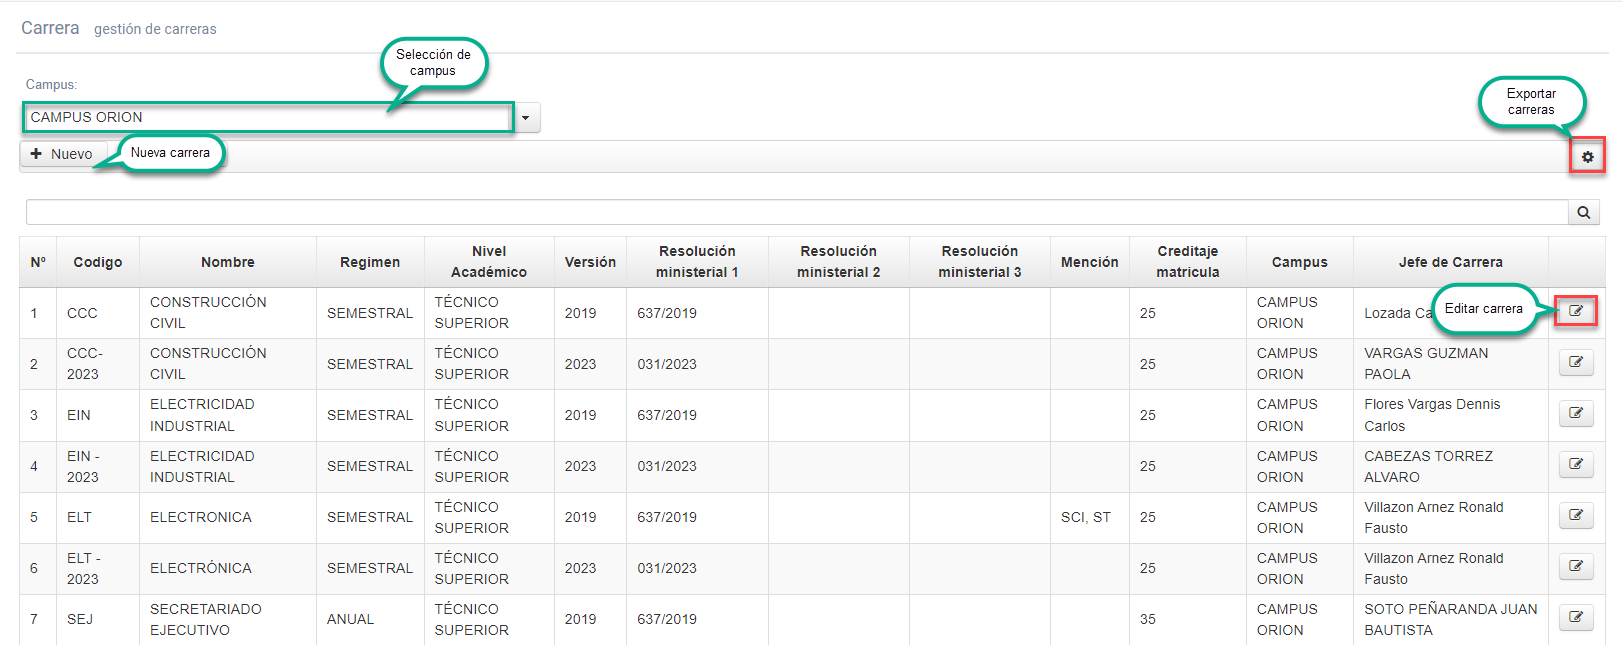 Carrera gestión de carreras
Selección de
campus
Campus:
CAMPUS ORION
Exportar
carreras
Nuevo
Nueva carrera
Nº Codigo Nombre Regimen Nivel Académico Versión Resolución ministerial 1 Resolución ministerial 2 Resolución ministerial 3 Mención Creditaje matricula Campus Jefe de Carrera
1 CCC CONSTRUCCIÓN CIVIL SEMESTRAL TÉCNICO SUPERIOR 2019 637/2019 25 CAMPUS ORION Lozada
Editar carrera
2 CCC-2023 CONSTRUCCIÓN CIVIL SEMESTRAL TÉCNICO SUPERIOR 2023 031/2023 25 CAMPUS ORION VARGAS GUZMAN PAOLA
3 EIN ELECTRICIDAD INDUSTRIAL SEMESTRAL TÉCNICO SUPERIOR 2019 637/2019 25 CAMPUS ORION Flores Vargas Dennis Carlos
4 EIN - 2023 ELECTRICIDAD INDUSTRIAL SEMESTRAL TÉCNICO SUPERIOR 2023 031/2023 25 CAMPUS ORION CABEZAS TORREZ ALVARO
5 ELT ELECTRONICA SEMESTRAL TÉCNICO SUPERIOR 2019 637/2019 SCI, ST 25 CAMPUS ORION Villazon Arnez Ronald Fausto
6 ELT - 2023 ELECTRÓNICA SEMESTRAL TÉCNICO SUPERIOR 2023 031/2023 25 CAMPUS ORION Villazon Arnez Ronald Fausto
7 SEJ SECRETARIADO EJECUTIVO ANUAL TÉCNICO SUPERIOR 2019 637/2019 35 CAMPUS ORION SOTO PEÑARANDA JUAN BAUTISTA